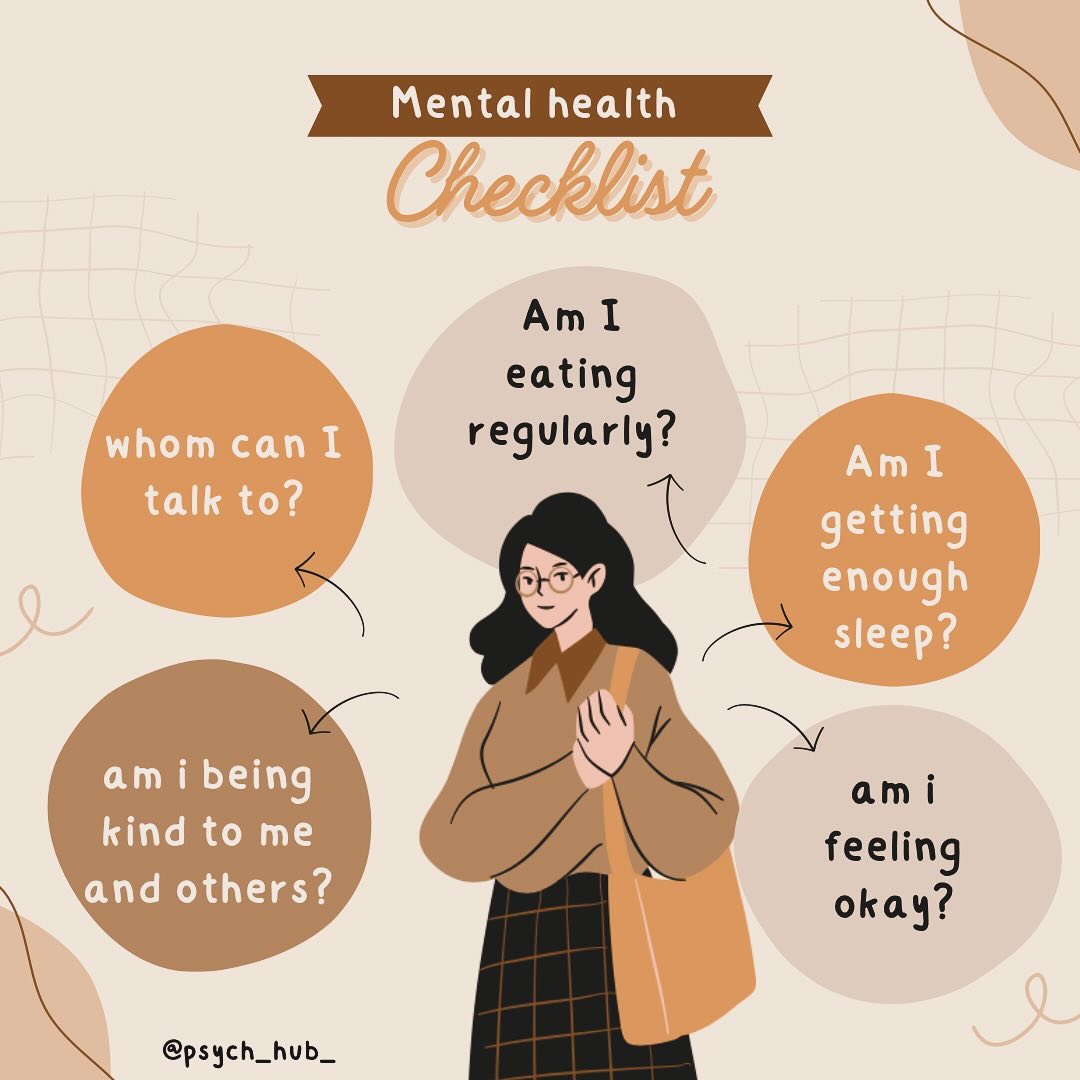 Mental health
Checklist
Am I
eating
regularly?
whom can I
talk to?
Am I
getting
enough
sleep?
am i being
kind to me
and others?
am i
feeling
okay?
@psych_hub_